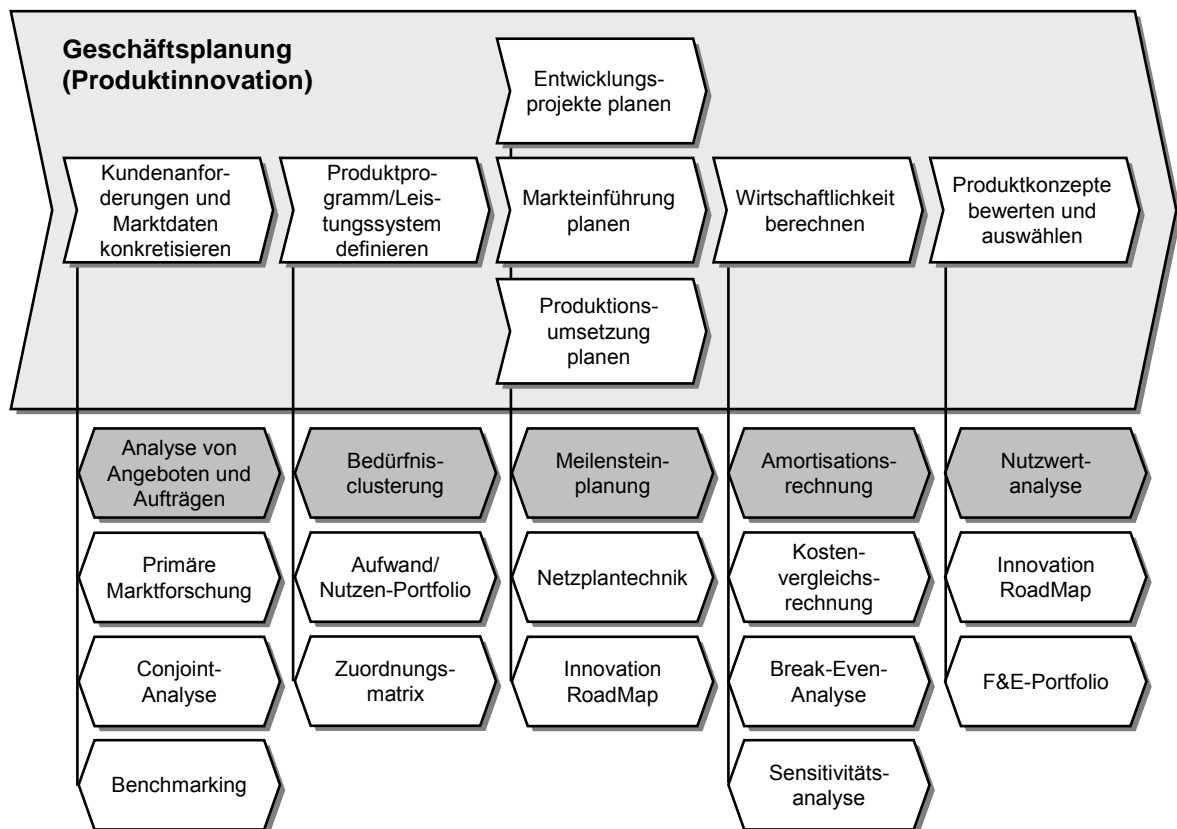 Geschäftsplanung
(Produktinnovation)
Entwicklungs-
projekte planen
Kundenanfor-
derungen und
Marktdaten
konkretisieren
Produktpro-
gramm/Leis-
tungssystem
definieren
Markteinführung
planen
Wirtschaftlichkeit
berechnen
Produktkonzepte
bewerten und
auswählen
Produktions-
umsetzung
planen
Analyse von
Angeboten und
Aufträgen
Bedürfnis-
clusterung
Meilenstein-
planung
Amortisations-
rechnung
Nutzwert-
analyse
Primäre
Marktforschung
Aufwand/
Nutzen-Portfolio
Netzplantechnik
Kosten-
vergleichs-
rechnung
Innovation
RoadMap
Conjoint-
Analyse
Zuordnungs-
matrix
Innovation
RoadMap
Break-Even-
Analyse
F&E-Portfolio
Benchmarking
Sensitivitäts-
analyse